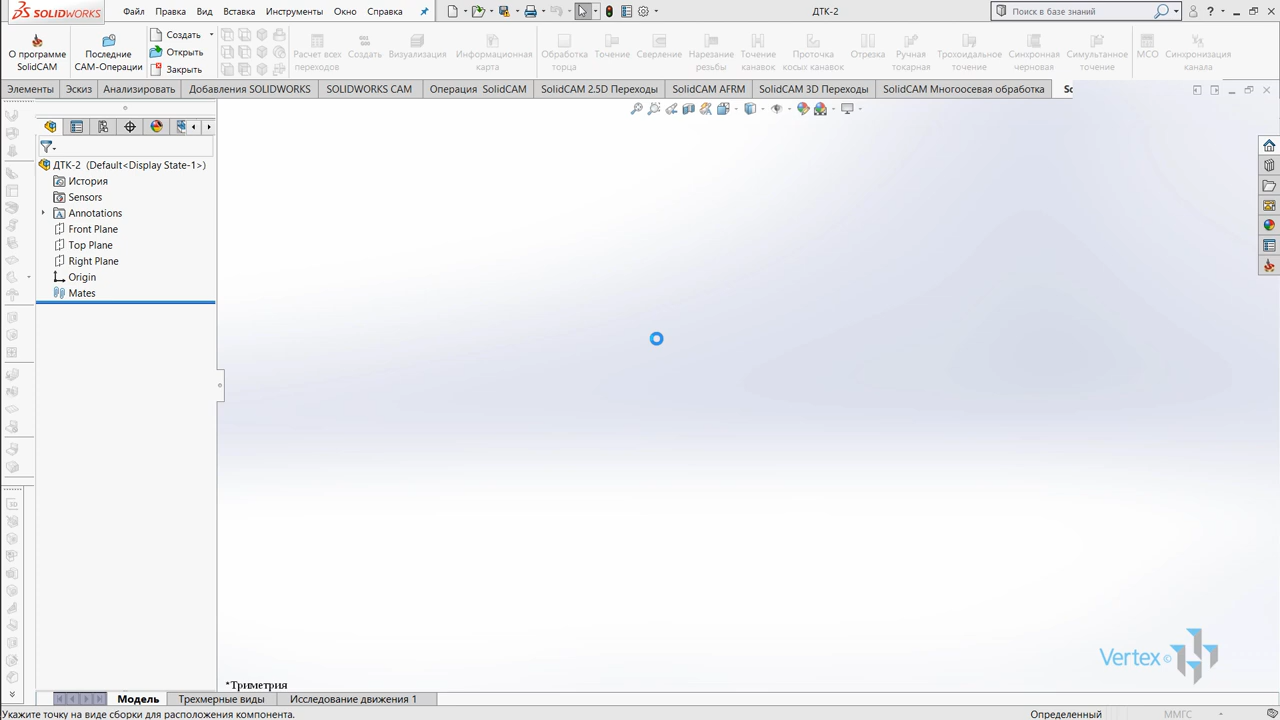 SOLIDWORKS
Файл Правка Вид Вставка Инструменты Окно Справка
ДТК-2
Поиск в базе знаний
О программе SolidCAM
Последние CAM-Операции
Создать
Открыть
Закрыть
Расчет всех переходов
Создать
Визуализация
Информационная карта
Обработка торца
Точение
Сверление
Нарезание резьбы
Точение канавок
Проточка косых канавок
Отрезка
Ручная токарная
Трохоидальное точение
Синхронная черновая
Симультанное точение
МСО
Синхронизация канала
Элементы Эскиз Анализировать Добавления SOLIDWORKS SOLIDWORKS CAM Операция SolidCAM SolidCAM 2.5D Переходы SolidCAM AFRM SolidCAM 3D Переходы SolidCAM Многоосевая обработка
ДТК-2 (Default<Display State-1>)
История
Sensors
Annotations
Front Plane
Top Plane
Right Plane
Origin
Mates
Vertex ©
*Триметрия
Модель Трехмерные виды Исследование движения 1
Укажите точку на виде сборки для расположения компонента.
Определенный ММГС